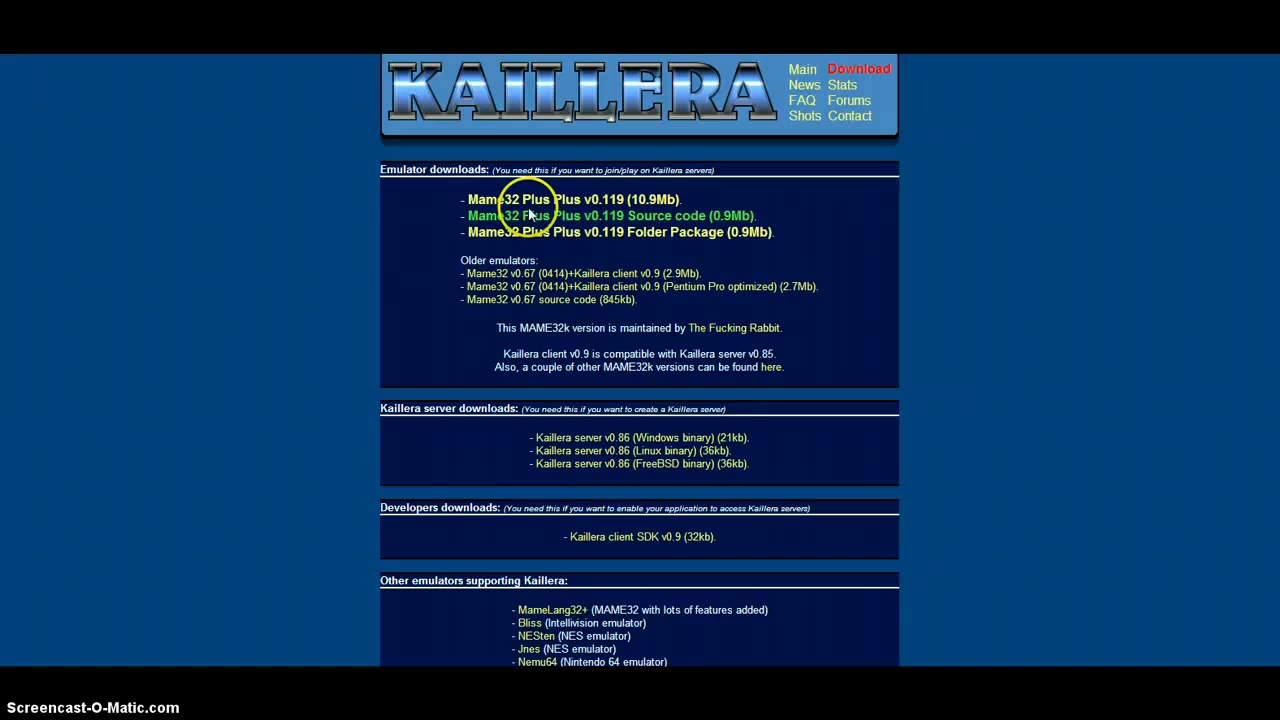 KAILLERA
Main Download
News Stats
FAQ Forums
Shots Contact
Emulator downloads: (You need this if you want to join/play on Kaillera servers)
- Mame32 Plus Plus v0.119 (10.9Mb).
- Mame32 Plus Plus v0.119 Source code (0.9Mb).
- Mame32 Plus Plus v0.119 Folder Package (0.9Mb).
Older emulators:
- Mame32 v0.67 (0414)+Kaillera client v0.9 (2.9Mb).
- Mame32 v0.67 (0414)+Kaillera client v0.9 (Pentium Pro optimized) (2.7Mb).
- Mame32 v0.67 source code (845kb).
This MAME32k version is maintained by The Fucking Rabbit.
Kaillera client v0.9 is compatible with Kaillera server v0.85.
Also, a couple of other MAME32k versions can be found here.
Kaillera server downloads: (You need this if you want to create a Kaillera server)
- Kaillera server v0.86 (Windows binary) (21kb).
- Kaillera server v0.86 (Linux binary) (36kb).
- Kaillera server v0.86 (FreeBSD binary) (36kb).
Developers downloads: (You need this if you want to enable your application to access Kaillera servers)
- Kaillera client SDK v0.9 (32kb).
Other emulators supporting Kaillera:
- MameLang32+ (MAME32 with lots of features added)
- Bliss (Intellivision emulator)
- NESten (NES emulator)
- Jnes (NES emulator)
- Nemu64 (Nintendo 64 emulator)
Screencast-O-Matic.com